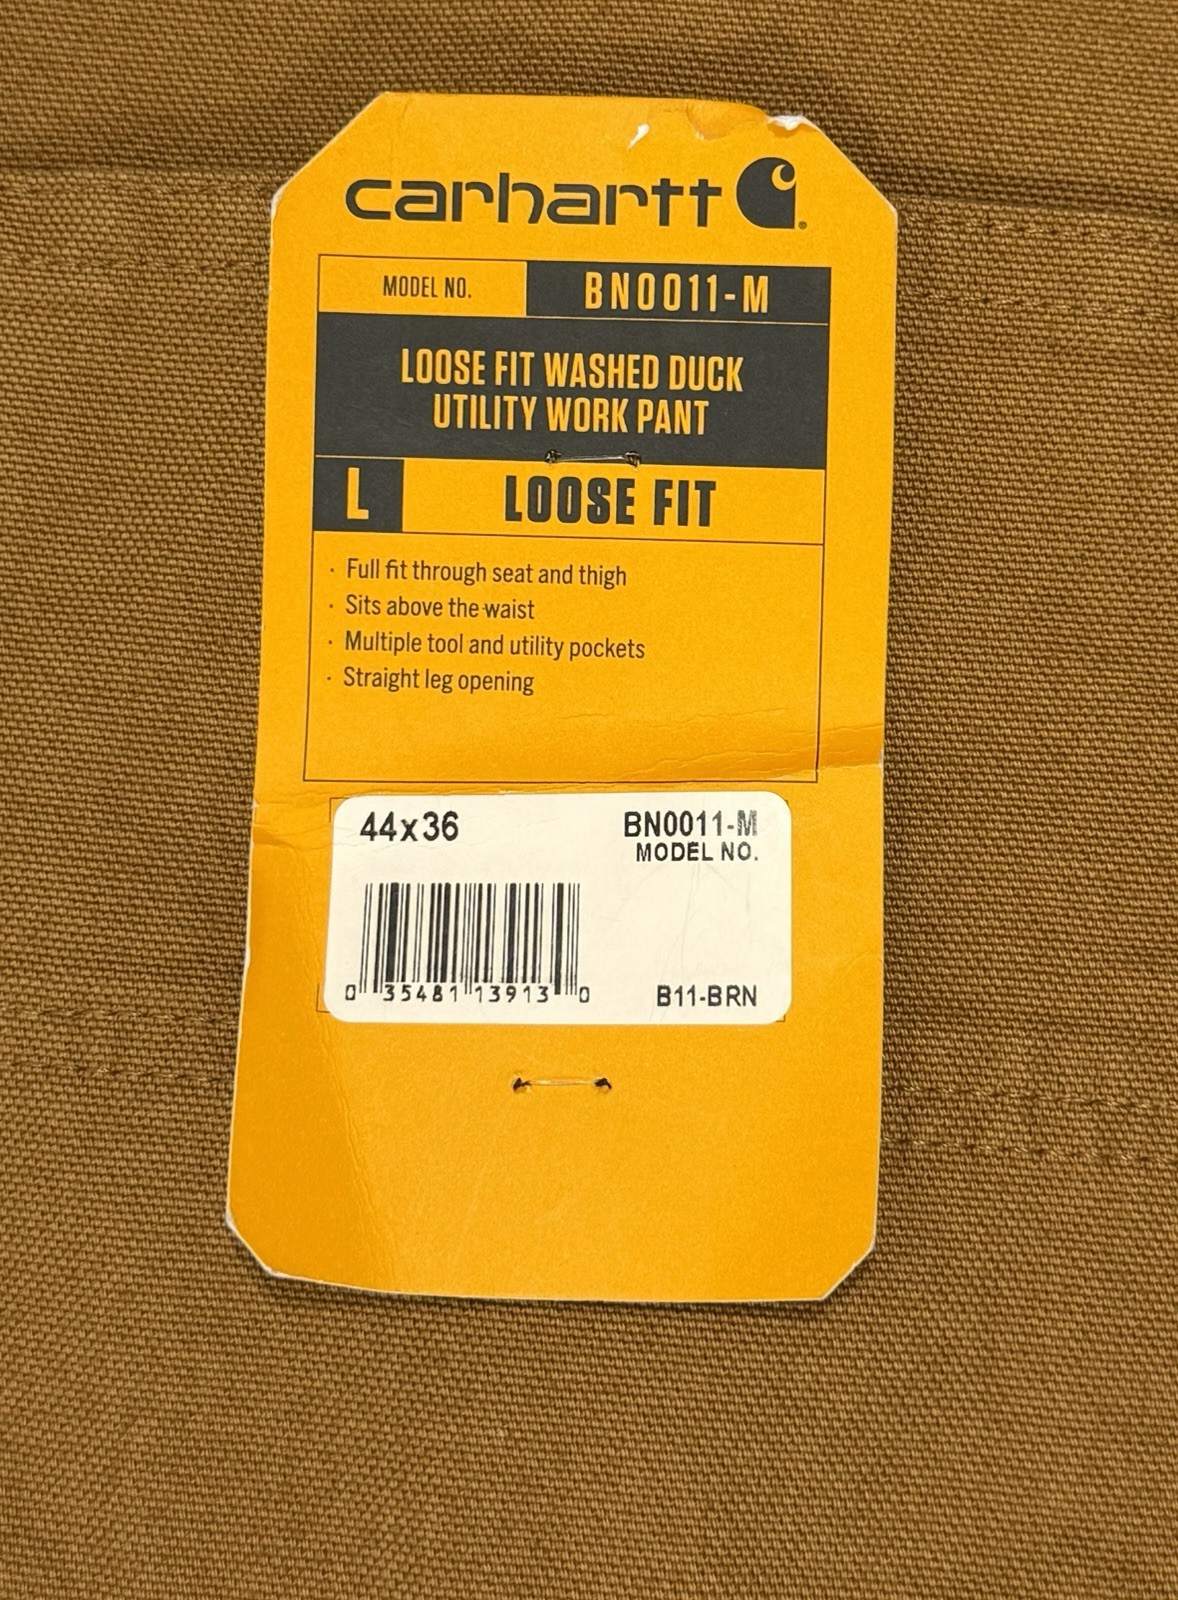 carhartt
MODEL NO. BN0011-M
LOOSE FIT WASHED DUCK
UTILITY WORK PANT
L LOOSE FIT
· Full fit through seat and thigh
· Sits above the waist
· Multiple tool and utility pockets
· Straight leg opening
44x36 BN0011-M
MODEL NO.
0 35481 13913 0 B11-BRN